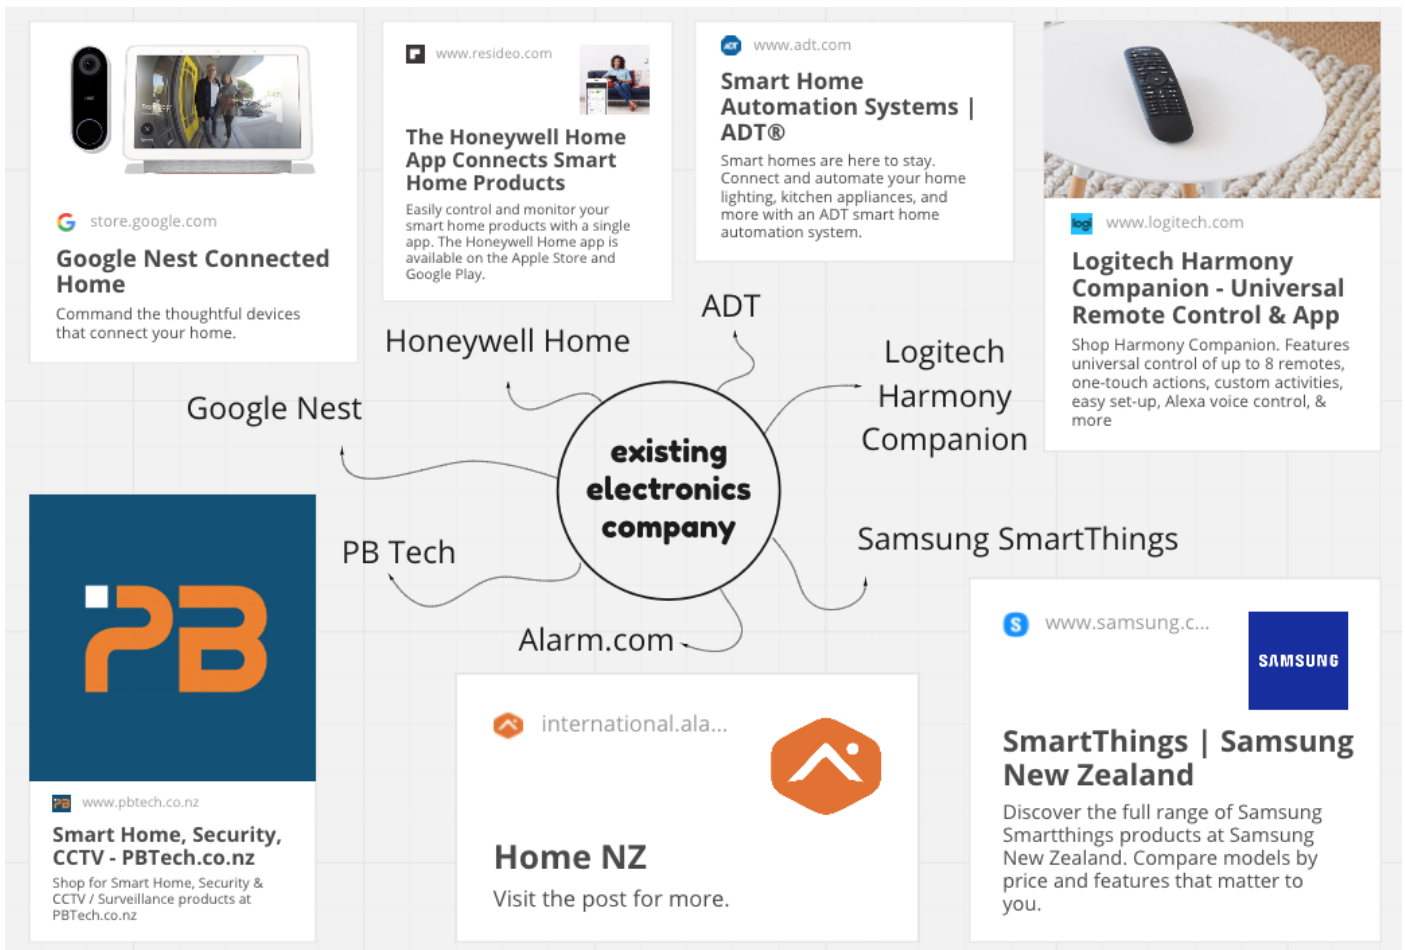 store.google.com
Google Nest Connected
Home
Command the thoughtful devices
that connect your home.
www.resideo.com
The Honeywell Home
App Connects Smart
Home Products
Easily control and monitor your
smart home products with a single
app. The Honeywell Home app is
available on the Apple Store and
Google Play.
ADT
www.adt.com
Smart Home
Automation Systems |
ADT®
Smart homes are here to stay.
Connect and automate your home
lighting, kitchen appliances, and
more with an ADT smart home
automation system.
logi
www.logitech.com
Logitech Harmony
Companion - Universal
Remote Control & App
Shop Harmony Companion. Features
universal control of up to 8 remotes,
one-touch actions, custom activities,
easy set-up, Alexa voice control, &
more
Google Nest
Honeywell Home
ADT
Logitech
Harmony
Companion
existing
electronics
company
PB Tech
Alarm.com
Samsung SmartThings
PB
PB
www.pbtech.co.nz
Smart Home, Security,
CCTV - PBTech.co.nz
Shop for Smart Home, Security &
CCTV / Surveillance products at
PBTech.co.nz
international.ala...
Home NZ
Visit the post for more.
S
www.samsung.c...
SAMSUNG
SmartThings | Samsung
New Zealand
Discover the full range of Samsung
Smartthings products at Samsung
New Zealand. Compare models by
price and features that matter to
you.